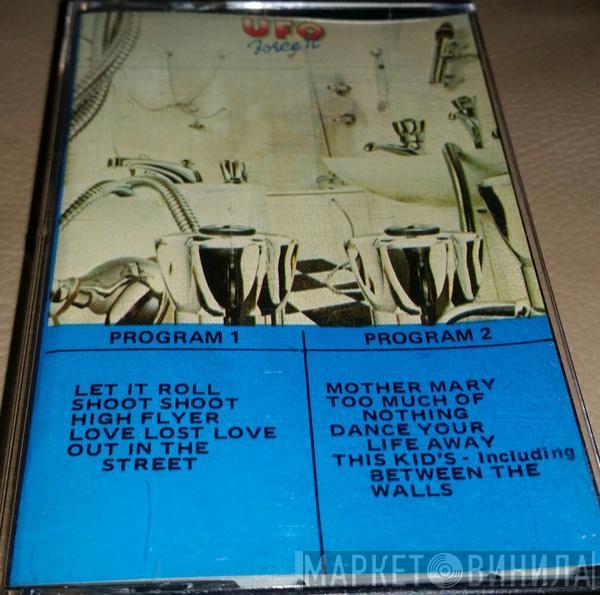 UFO
Force It
PROGRAM 1
LET IT ROLL
SHOOT SHOOT
HIGH FLYER
LOVE LOST LOVE
OUT IN THE
STREET
PROGRAM 2
MOTHER MARY
TOO MUCH OF
NOTHING
DANCE YOUR
LIFE AWAY
THIS KID'S - Including
BETWEEN THE
WALLS
МАРКЕТ ВИНИЛА